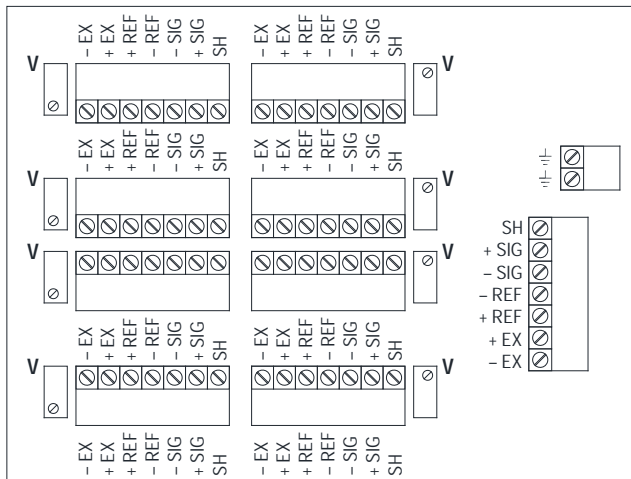 – EX + EX + REF – REF – SIG + SIG SH – EX + EX + REF – REF – SIG + SIG SH
V V
– EX + EX + REF – REF – SIG + SIG SH – EX + EX + REF – REF – SIG + SIG SH
V V
V V
– EX + EX + REF – REF – SIG + SIG SH – EX + EX + REF – REF – SIG + SIG SH
V V
– EX + EX + REF – REF – SIG + SIG SH – EX + EX + REF – REF – SIG + SIG SH
SH
+ SIG
– SIG
– REF
+ REF
+ EX
– EX